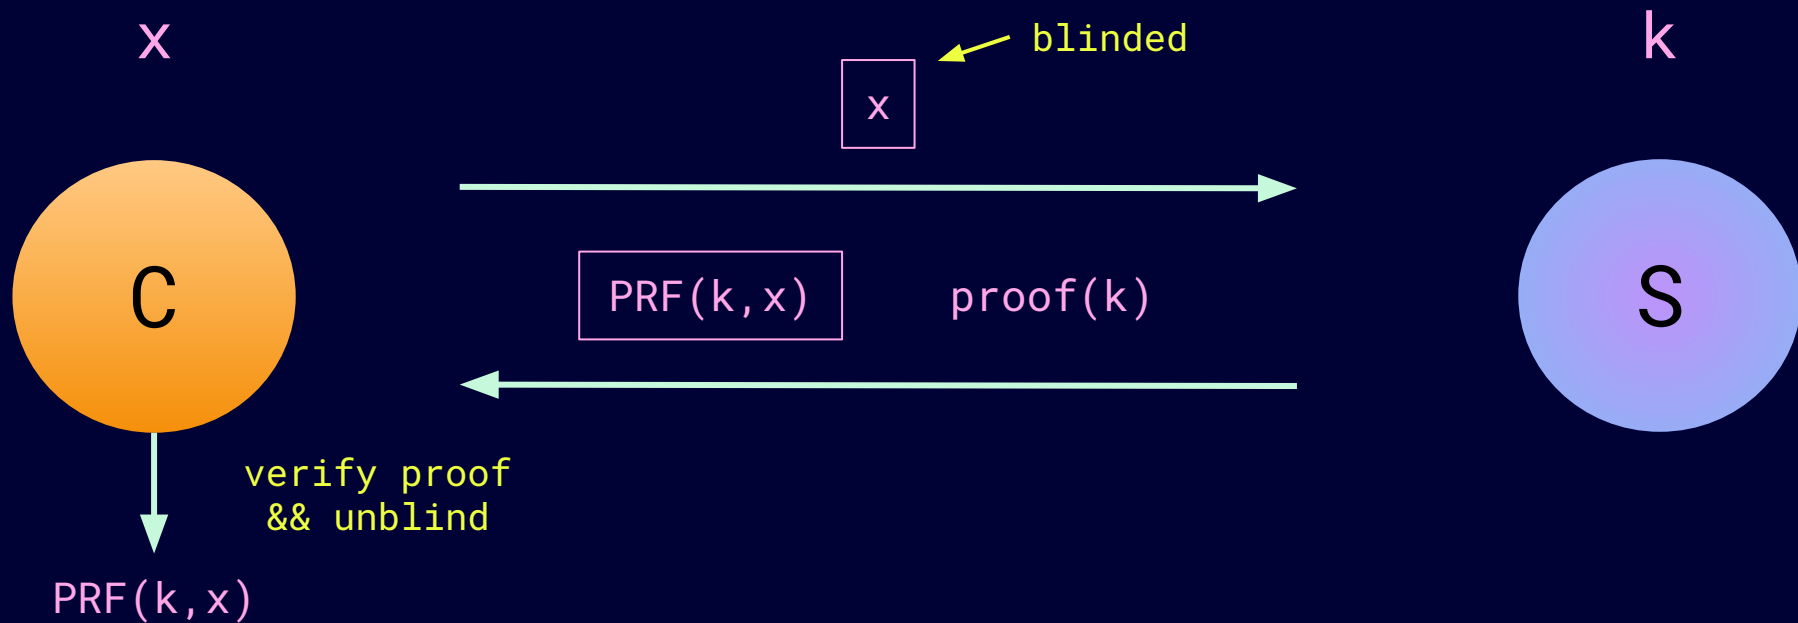 x
blinded
k
x
C
PRF(k,x)
proof(k)
S
verify proof
&& unblind
PRF(k,x)